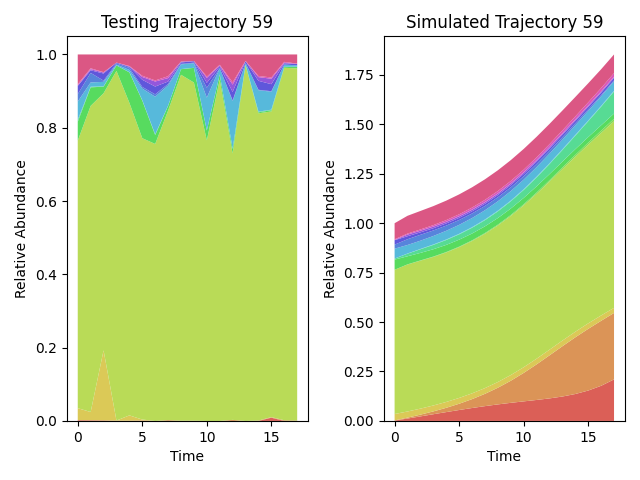 Testing Trajectory 59
Relative Abundance
1.0
0.8
0.6
0.4
0.2
0.0
0 5 10 15
Time
Simulated Trajectory 59
Relative Abundance
1.75
1.50
1.25
1.00
0.75
0.50
0.25
0.00
0 5 10 15
Time